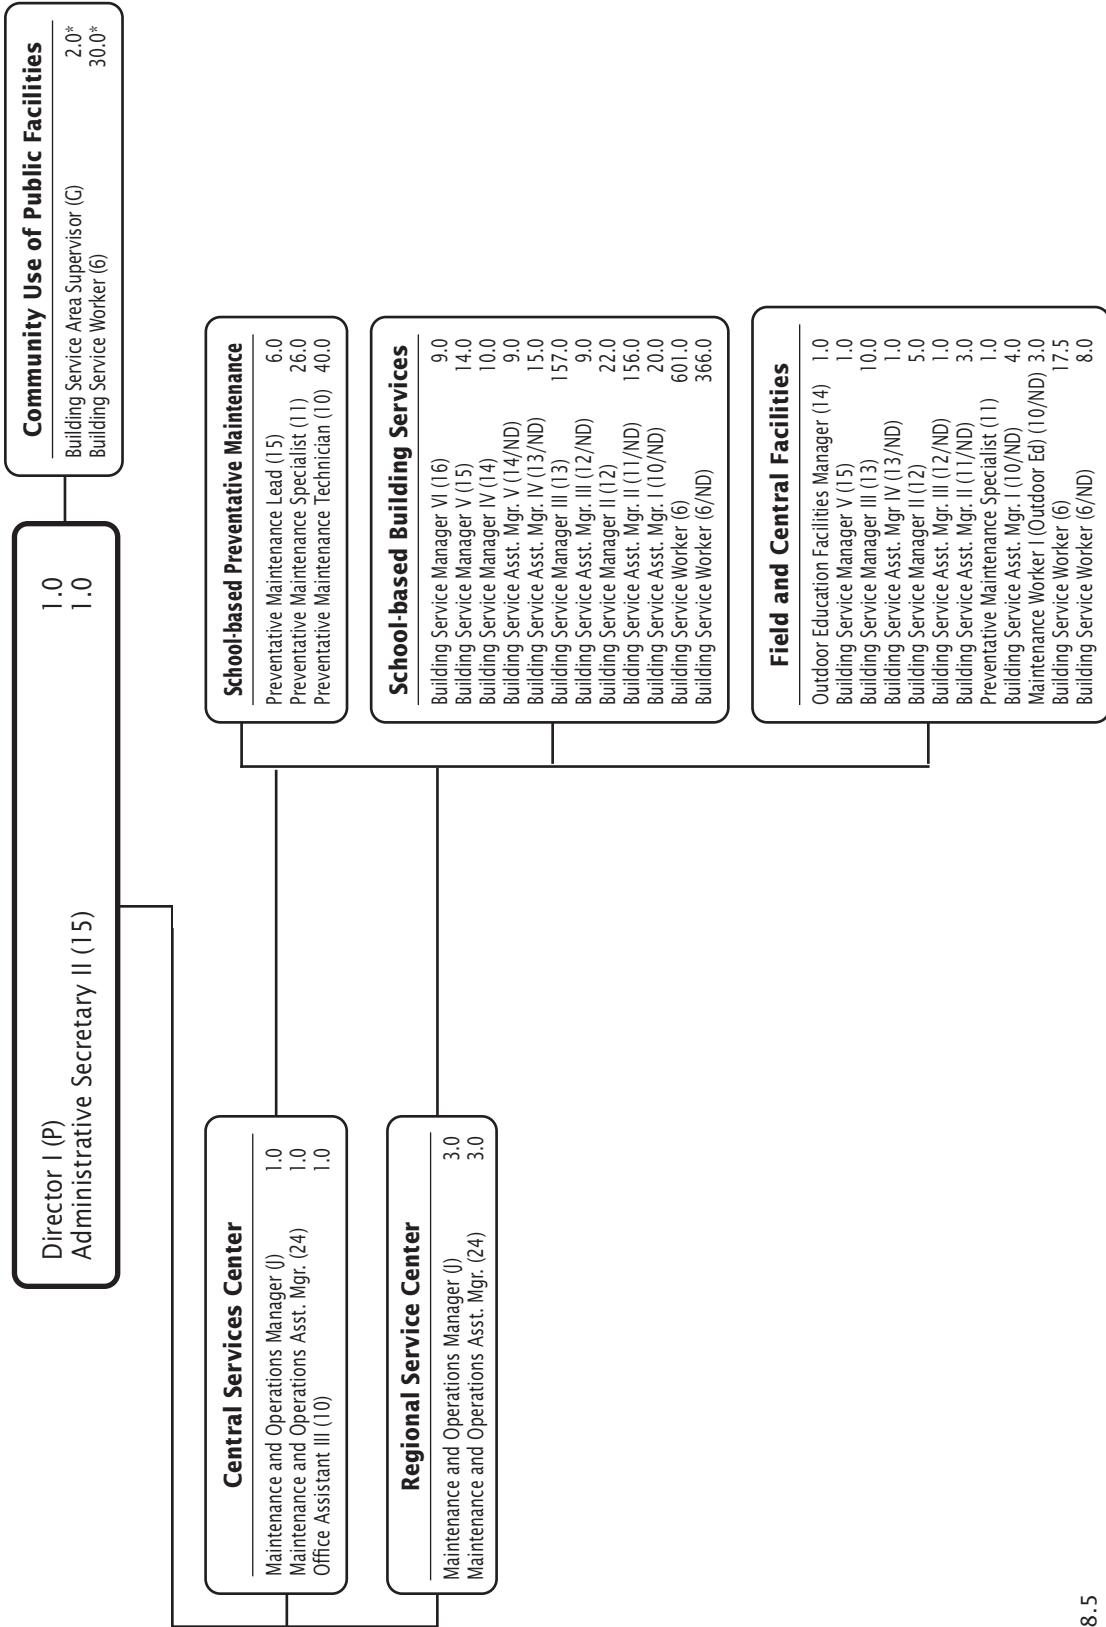 Director I (P) 1.0
Administrative Secretary II (15) 1.0
Community Use of Public Facilities
Building Service Area Supervisor (G) 2.0*
Building Service Worker (6) 30.0*
Central Services Center
Maintenance and Operations Manager (J) 1.0
Maintenance and Operations Asst. Mgr. (24) 1.0
Office Assistant III (10) 1.0
Regional Service Center
Maintenance and Operations Manager (J) 3.0
Maintenance and Operations Asst. Mgr. (24) 3.0
School-based Preventative Maintenance
Preventative Maintenance Lead (15) 6.0
Preventative Maintenance Specialist (11) 26.0
Preventative Maintenance Technician (10) 40.0
School-based Building Services
Building Service Manager VI (16) 9.0
Building Service Manager V (15) 14.0
Building Service Manager IV (14) 10.0
Building Service Asst. Mgr. V (14/ND) 9.0
Building Service Asst. Mgr. IV (13/ND) 15.0
Building Service Manager III (13) 157.0
Building Service Asst. Mgr. III (12/ND) 9.0
Building Service Manager II (12) 22.0
Building Service Asst. Mgr. II (11/ND) 156.0
Building Service Asst. Mgr. I (10/ND) 20.0
Building Service Worker (6) 601.0
Building Service Worker (6/ND) 366.0
Field and Central Facilities
Outdoor Education Facilities Manager (14) 1.0
Building Service Manager V (15) 1.0
Building Service Manager III (13) 10.0
Building Service Asst. Mgr IV (13/ND) 1.0
Building Service Manager II (12) 5.0
Building Service Asst. Mgr. III (12/ND) 1.0
Building Service Asst. Mgr. II (11/ND) 3.0
Preventative Maintenance Specialist (11) 1.0
Building Service Asst. Mgr. I (10/ND) 4.0
Maintenance Worker I (Outdoor Ed) (10/ND) 3.0
Building Service Worker (6) 17.5
Building Service Worker (6/ND) 8.0
8.5